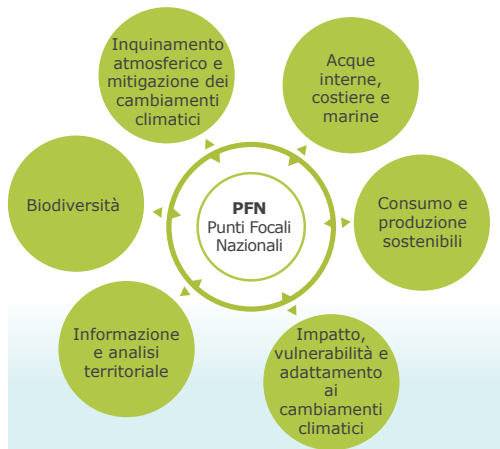 Inquinamento
atmosferico e
mitigazione dei
cambiamenti
climatici
Acque
interne,
costiere e
marine
Biodiversità
PFN
Punti Focali
Nazionali
Consumo e
produzione
sostenibili
Informazione
e analisi
territoriale
Impatto,
vulnerabilità e
adattamento
ai
cambiamenti
climatici